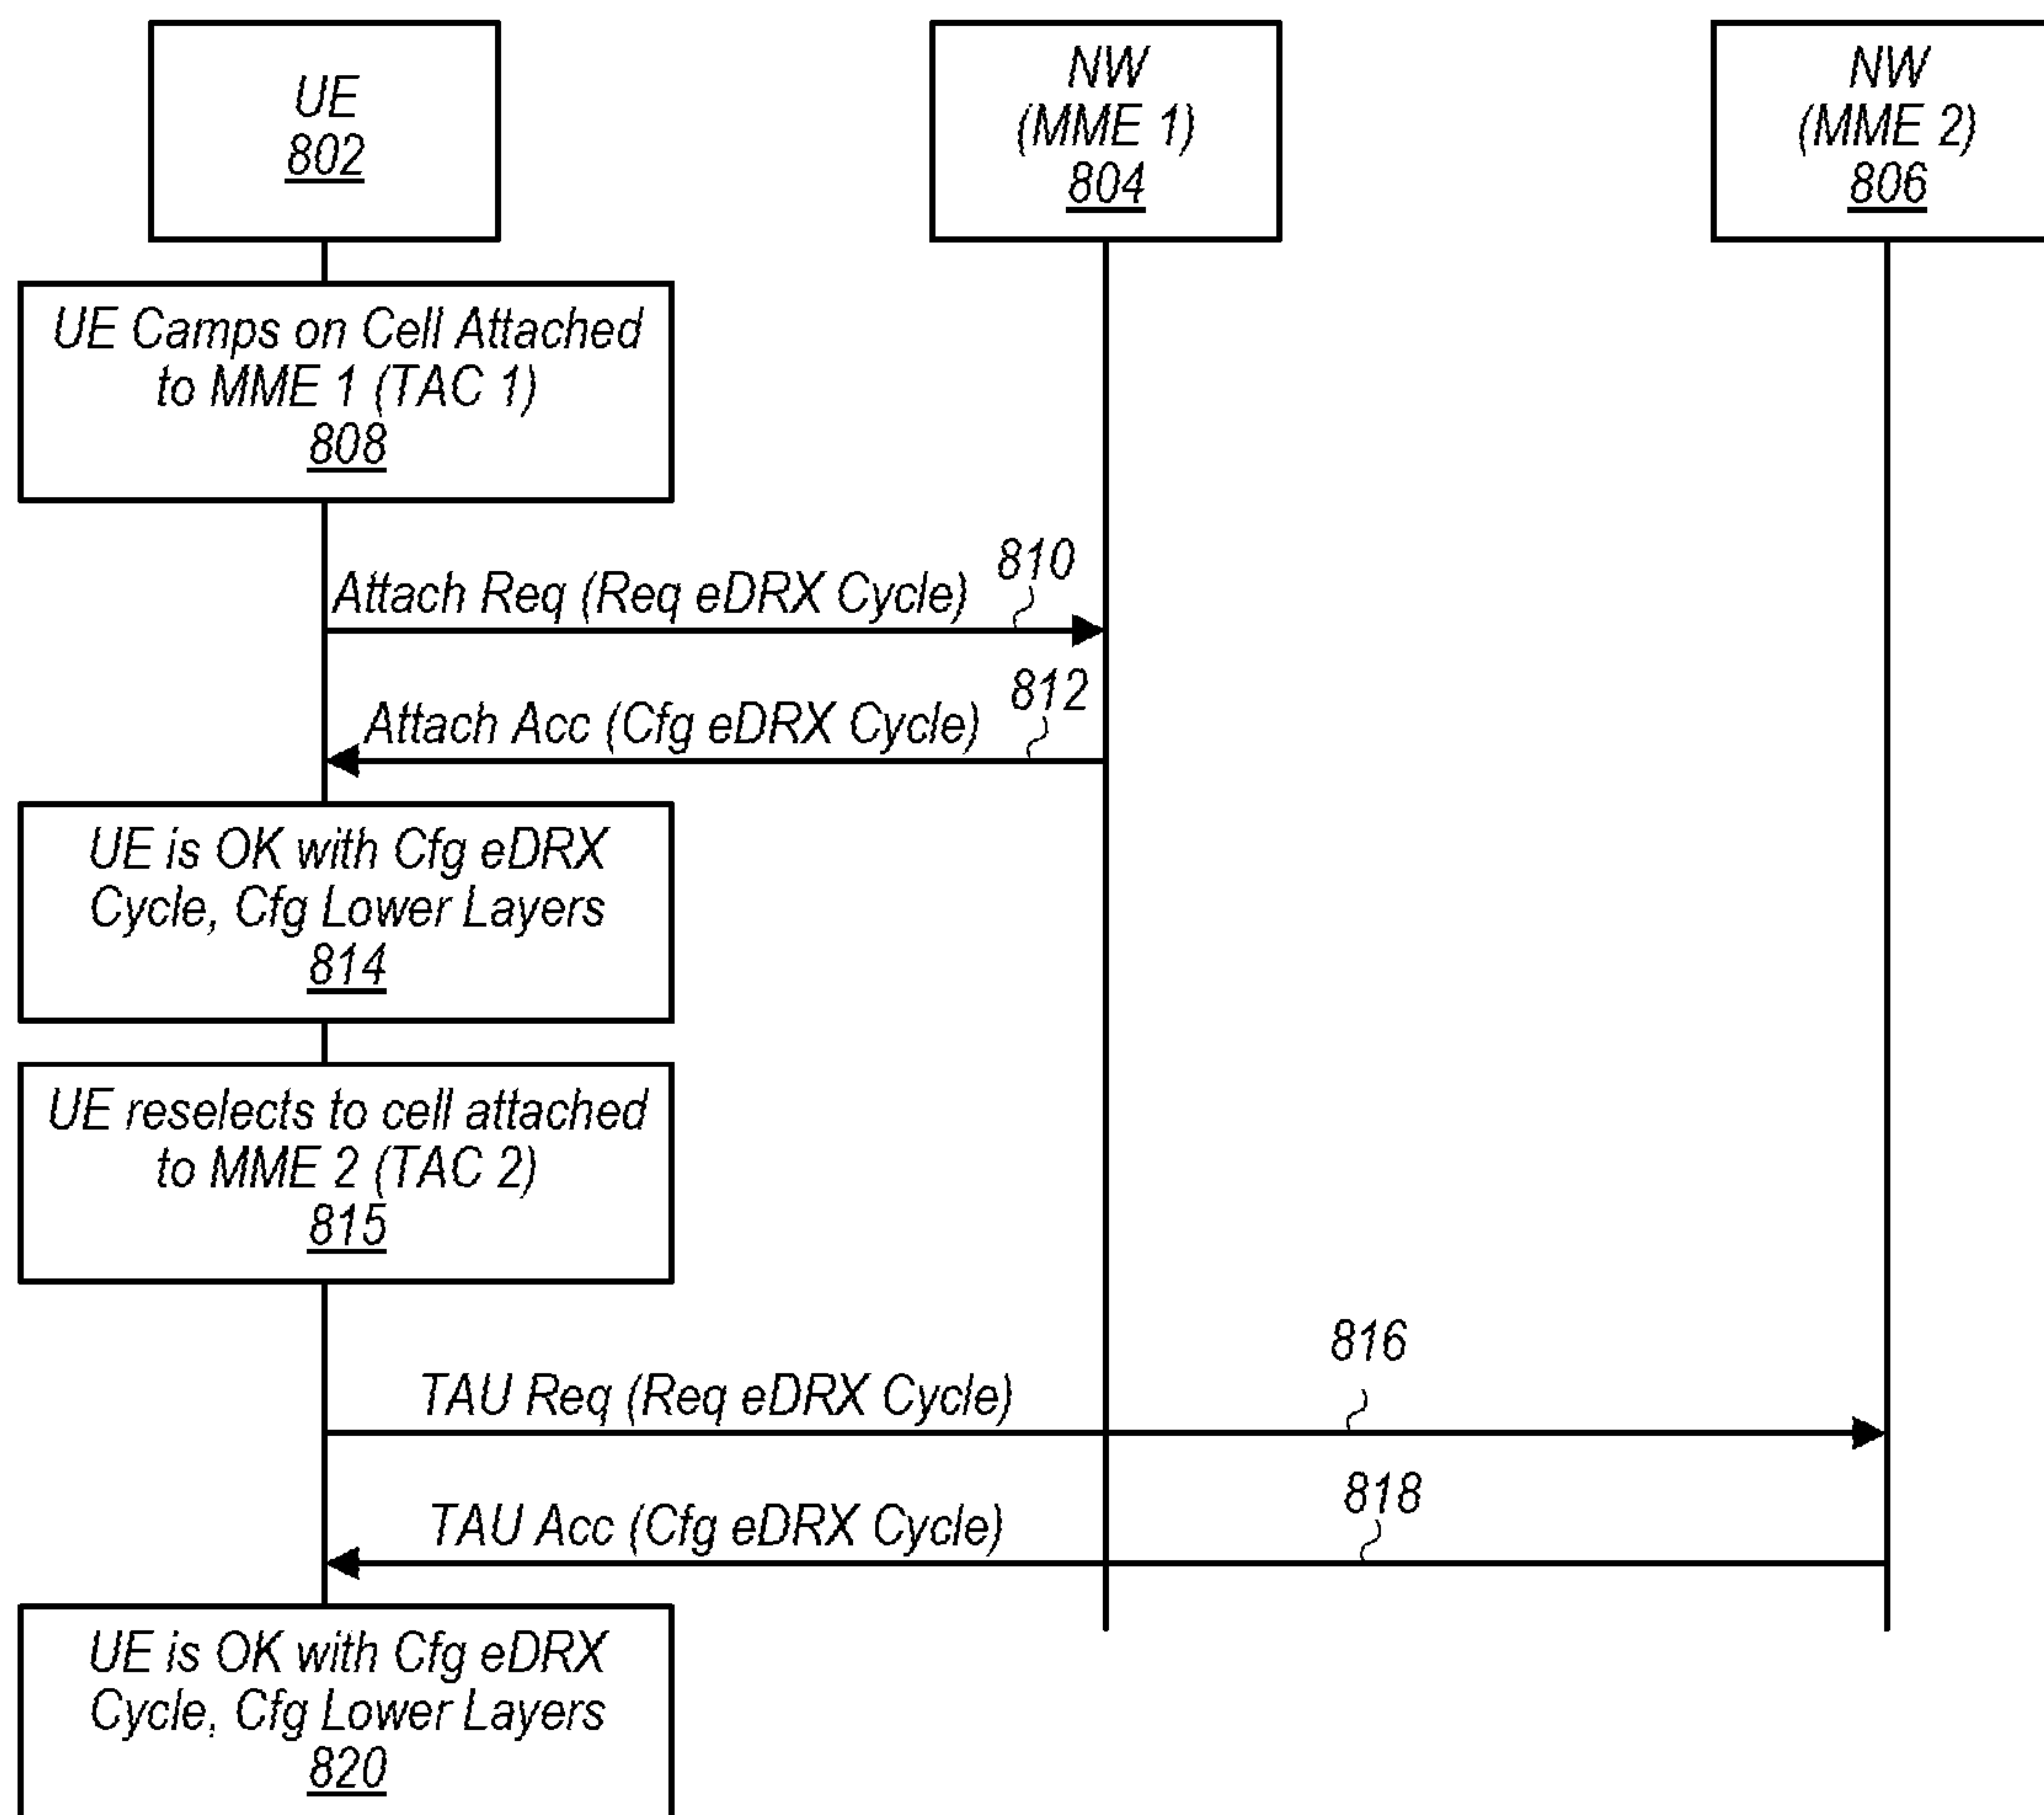 UE
802
NW
(MME 1)
804
NW
(MME 2)
806
UE Camps on Cell Attached
to MME 1 (TAC 1)
808
810
Attach Req (Req eDRX Cycle)
812
Attach Acc (Cfg eDRX Cycle)
UE is OK with Cfg eDRX
Cycle, Cfg Lower Layers
814
UE reselects to cell attached
to MME 2 (TAC 2)
815
816
TAU Req (Req eDRX Cycle)
818
TAU Acc (Cfg eDRX Cycle)
UE is OK with Cfg eDRX
Cycle, Cfg Lower Layers
820